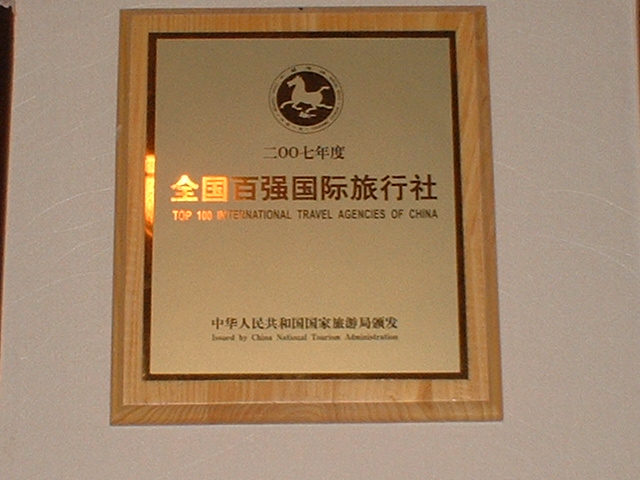 二〇〇七年度
全国百强国际旅行社
TOP 100 INTERNATIONAL TRAVEL AGENCIES OF CHINA
中华人民共和国国家旅游局颁发
Issued by China National Tourism Administration